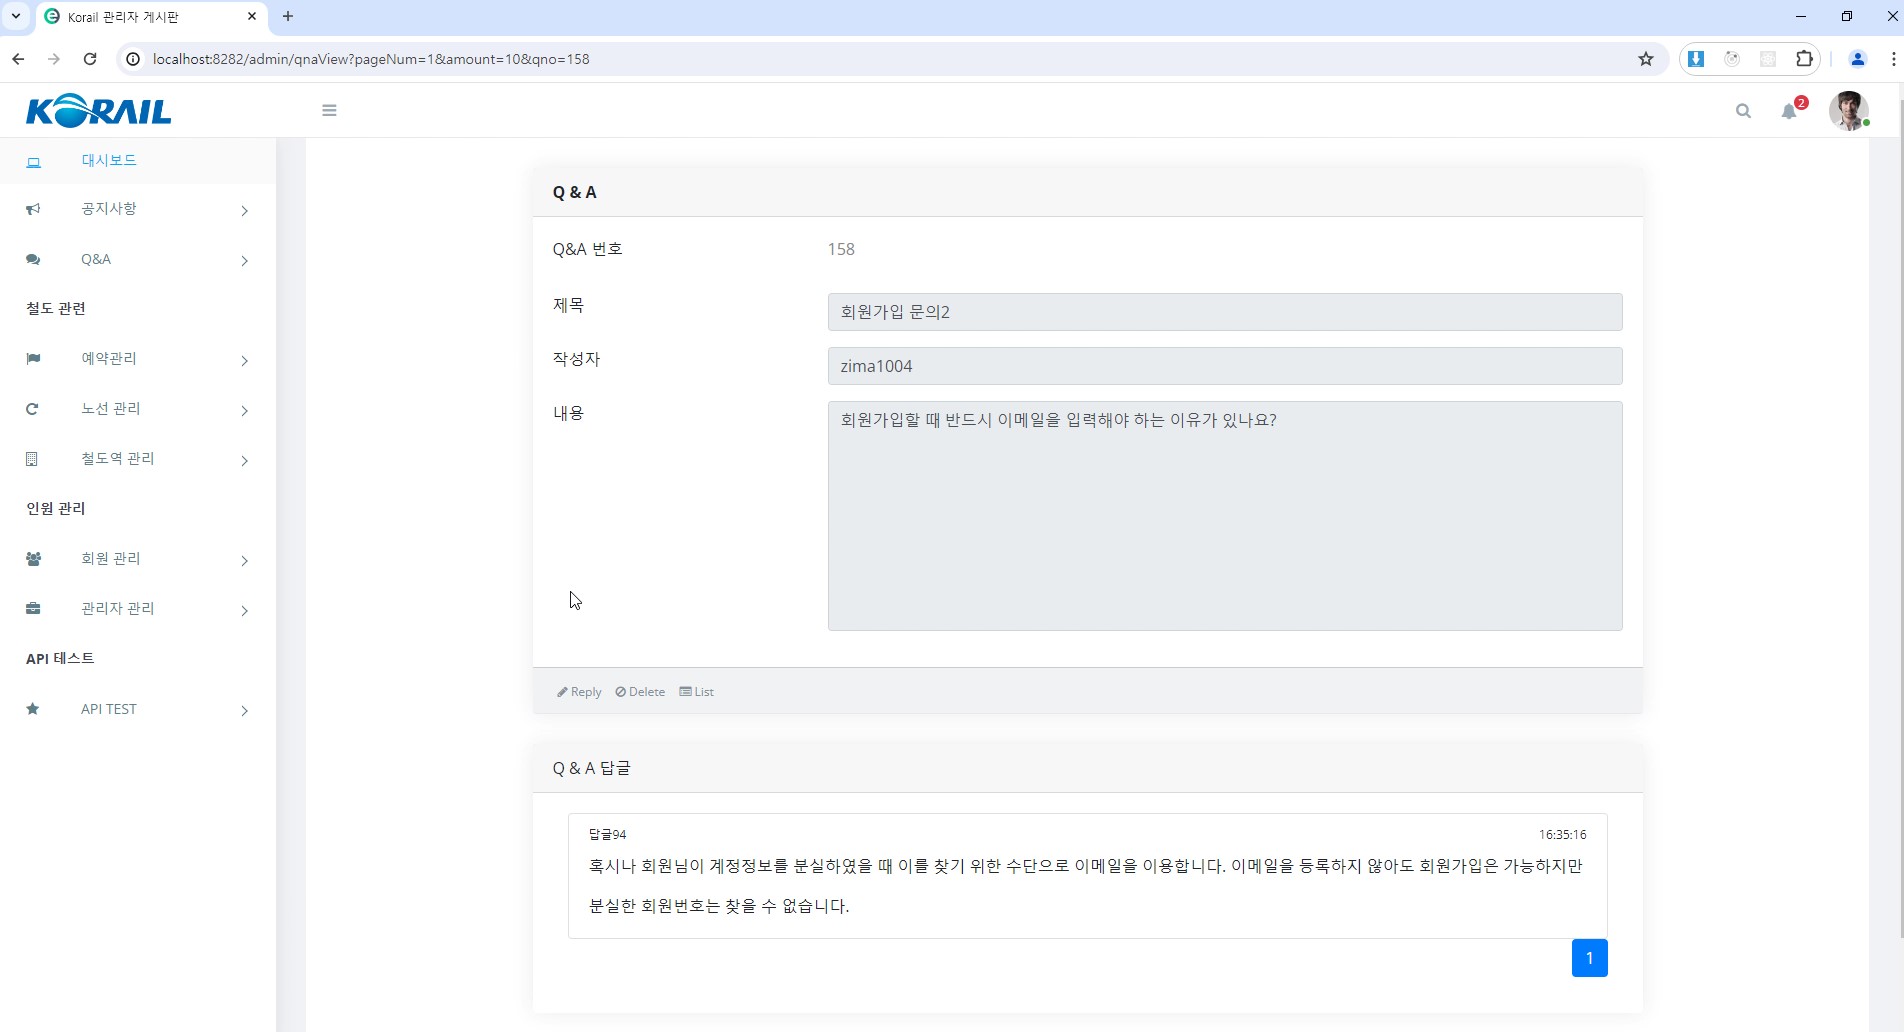 Korail 관리자 게시판
localhost:8282/admin/qnaView?pageNum=1&amount=10&qno=158
KORAIL
2
대시보드
공지사항
Q&A
철도 관련
예약관리
노선 관리
철도역 관리
인원 관리
회원 관리
관리자 관리
API 테스트
API TEST
Q & A
Q&A 번호
158
제목
회원가입 문의2
작성자
zima1004
내용
회원가입할 때 반드시 이메일을 입력해야 하는 이유가 있나요?
Reply Delete List
Q & A 답글
답글94
16:35:16
혹시나 회원님이 계정정보를 분실하였을 때 이를 찾기 위한 수단으로 이메일을 이용합니다. 이메일을 등록하지 않아도 회원가입은 가능하지만
분실한 회원번호는 찾을 수 없습니다.
1